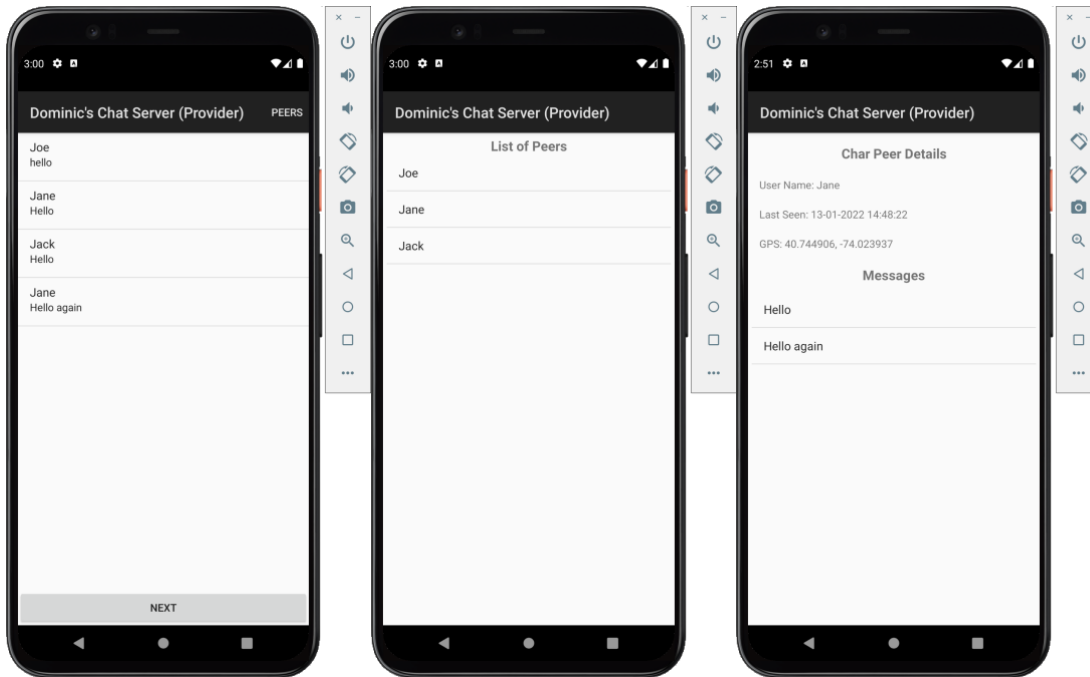 3:00
Dominic's Chat Server (Provider) PEERS
Joe
hello
Jane
Hello
Jack
Hello
Jane
Hello again
NEXT
3:00
Dominic's Chat Server (Provider)
List of Peers
Joe
Jane
Jack
2:51
Dominic's Chat Server (Provider)
Char Peer Details
User Name: Jane
Last Seen: 13-01-2022 14:48:22
GPS: 40.744906, -74.023937
Messages
Hello
Hello again